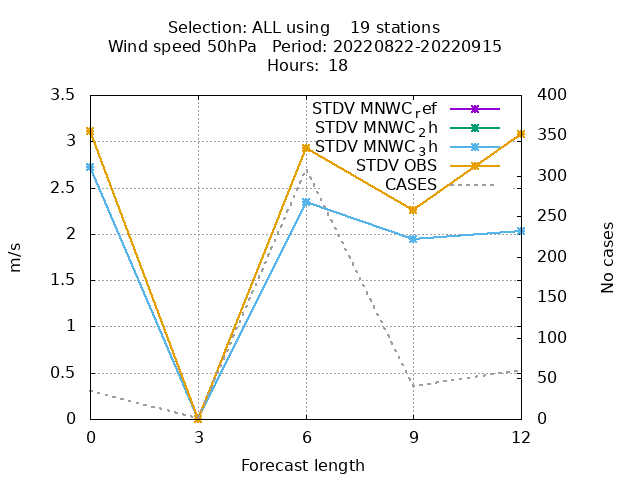 Selection: ALL using    19 stations
Wind speed 50hPa   Period: 20220822-20220915
Hours:  18
3.5
3
2.5
2
1.5
1
0.5
0
400
350
300
250
200
150
100
50
0
STDV MNWC_ref
STDV MNWC_2h
STDV MNWC_3h
STDV OBS
CASES
m/s
No cases
0 3 6 9 12
Forecast length